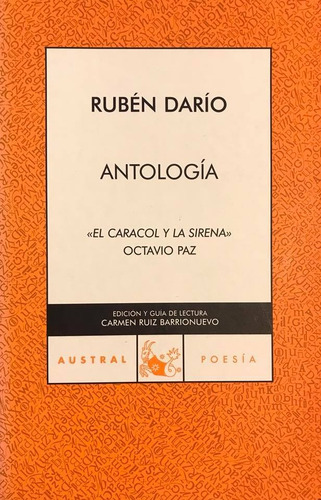 RUBÉN DARÍO
ANTOLOGÍA
«EL CARACOL Y LA SIRENA»
OCTAVIO PAZ
EDICIÓN Y GUÍA DE LECTURA
CARMEN RUIZ BARRIONUEVO
AUSTRAL POESÍA